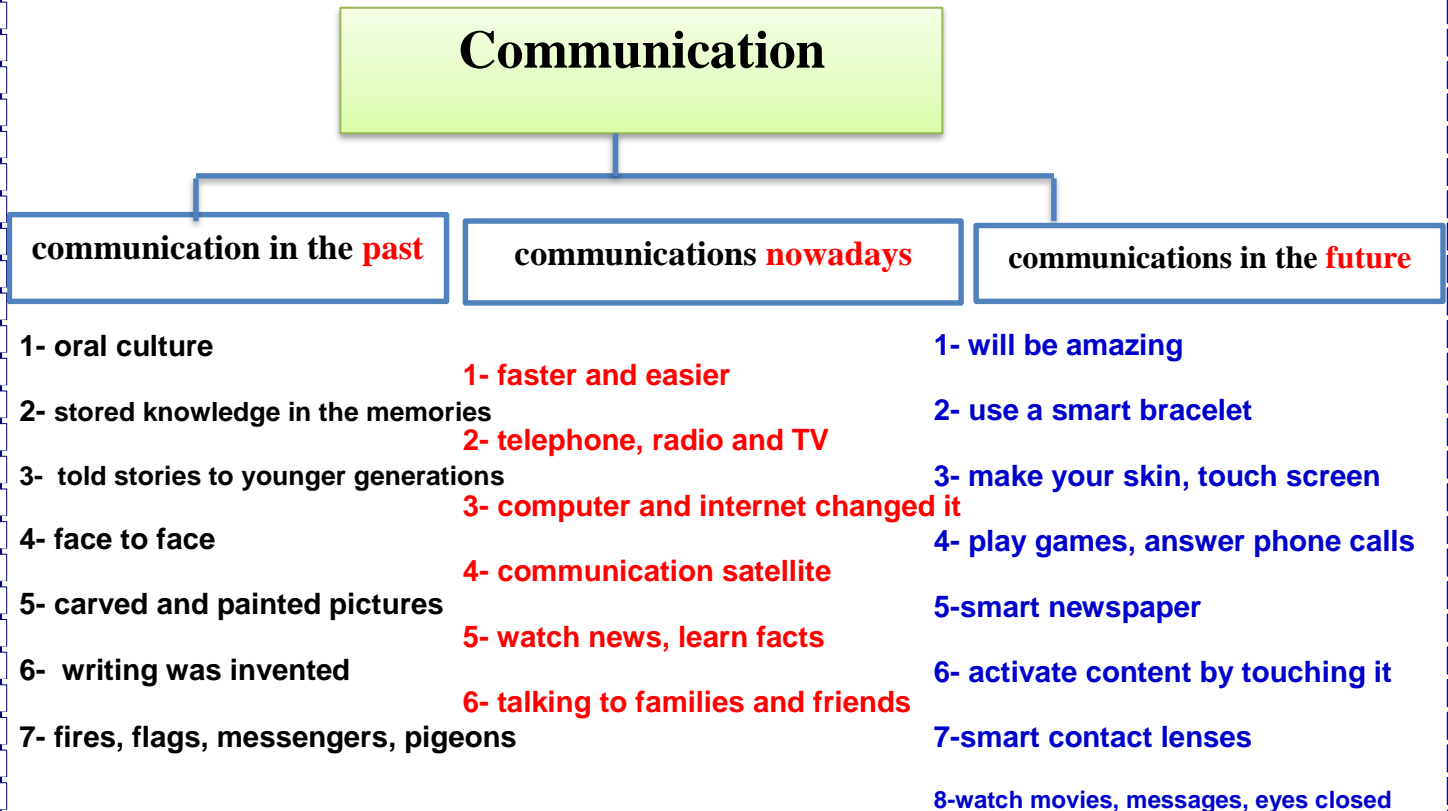 Communication
communication in the past
1- oral culture
2- stored knowledge in the memories
3- told stories to younger generations
4- face to face
5- carved and painted pictures
6- writing was invented
7- fires, flags, messengers, pigeons
communications nowadays
1- faster and easier
2- telephone, radio and TV
3- computer and internet changed it
4- communication satellite
5- watch news, learn facts
6- talking to families and friends
communications in the future
1- will be amazing
2- use a smart bracelet
3- make your skin, touch screen
4- play games, answer phone calls
5-smart newspaper
6- activate content by touching it
7-smart contact lenses
8-watch movies, messages, eyes closed